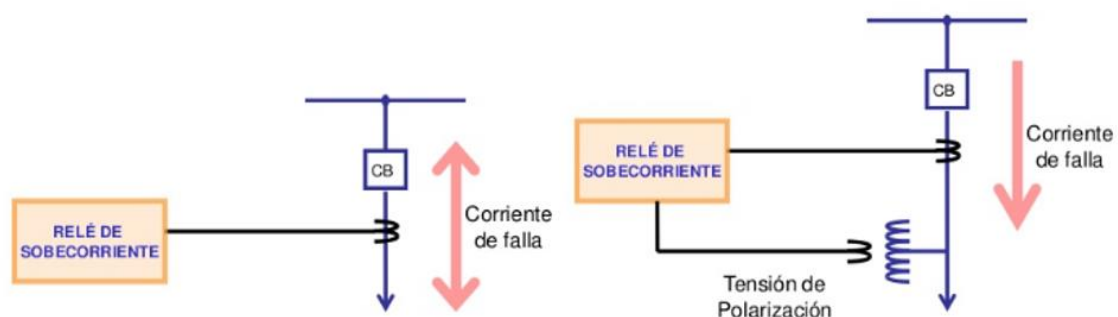 CB
RELÉ DE
SOBECORRIENTE
Corriente
de falla
CB
RELÉ DE
SOBECORRIENTE
Corriente
de falla
Tensión de
Polarización